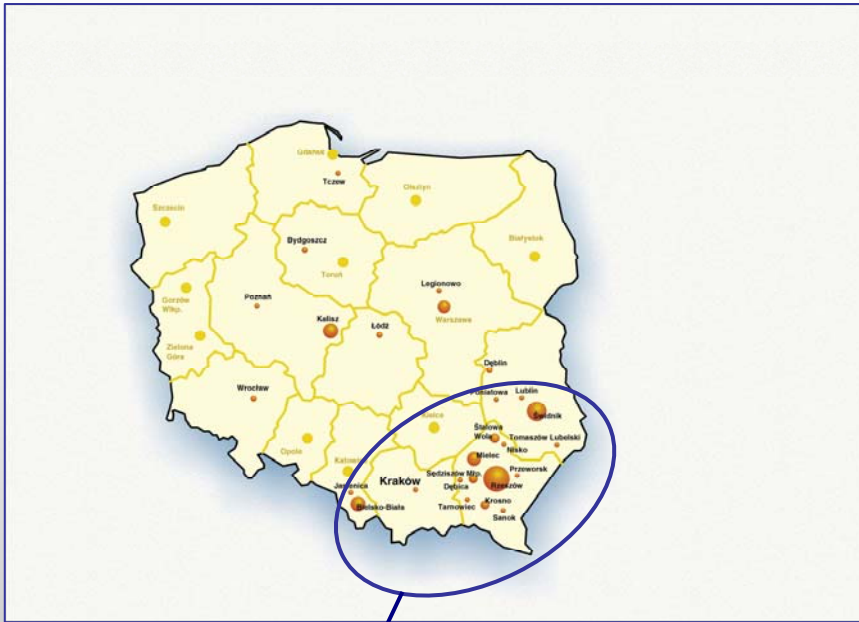 Gdańsk
Tczew
Olsztyn
Szczecin
Bydgoszcz
Białystok
Toruń
Legionowo
Gorzów
Wlkp.
Poznań
Kalisz
Łódź
Warszawa
Zielona
Góra
Dęblin
Wrocław
Poniatowa
Lublin
Świdnik
Kielce
Stalowa
Wola
Tomaszów Lubelski
Nisko
Opole
Katowice
Mielec
Przeworsk
Sędziszów Młp.
Kraków
Rzeszów
Dębica
Jasienica
Bielsko-Biała
Tarnowiec
Krosno
Sanok